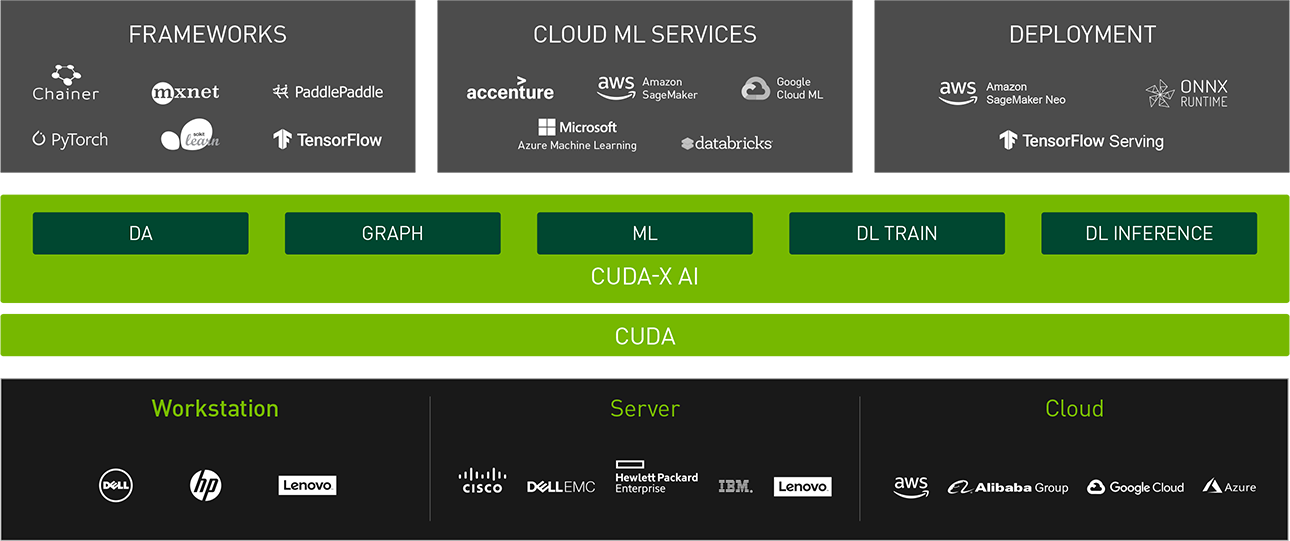 FRAMEWORKS
Chainer
mxnet
PaddlePaddle
PyTorch
scikit
learn
TensorFlow
CLOUD ML SERVICES
accenture
aws
Amazon
SageMaker
Google
Cloud ML
Microsoft
Azure Machine Learning
databricks
DEPLOYMENT
aws
Amazon
SageMaker Neo
ONNX
RUNTIME
TensorFlow Serving
DA
GRAPH
ML
DL TRAIN
DL INFERENCE
CUDA-X AI
CUDA
Workstation
DELL
hp
Lenovo
Server
CISCO
DELLEMC
Hewlett Packard
Enterprise
IBM
Lenovo
Cloud
aws
Alibaba Group
Google Cloud
Azure